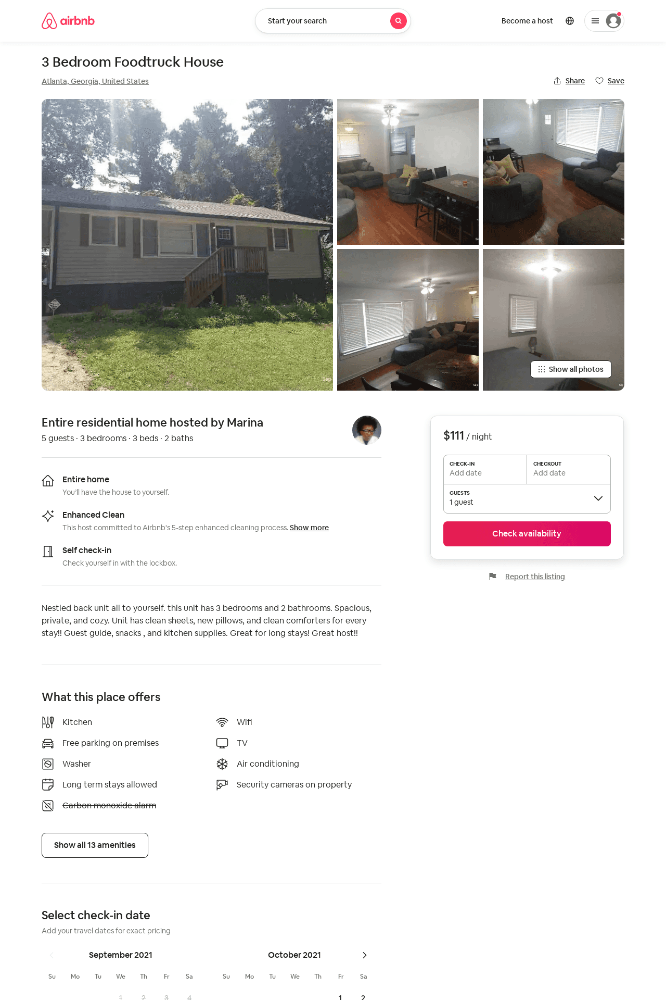 airbnb
Start your search
Become a host
3 Bedroom Foodtruck House
Atlanta, Georgia, United States
Share
Save
Sep
Sep
Sep
Sep
Sep
Show all photos
Entire residential home hosted by Marina
5 guests · 3 bedrooms · 3 beds · 2 baths
Entire home
You’ll have the house to yourself.
Enhanced Clean
This host committed to Airbnb's 5-step enhanced cleaning process. Show more
Self check-in
Check yourself in with the lockbox.
$111 / night
CHECK-IN
Add date
CHECKOUT
Add date
GUESTS
1 guest
Check availability
Report this listing
Nestled back unit all to yourself. this unit has 3 bedrooms and 2 bathrooms. Spacious,
private, and cozy. Unit has clean sheets, new pillows, and clean comforters for every
stay!! Guest guide, snacks , and kitchen supplies. Great for long stays! Great host!!
What this place offers
Kitchen
Wifi
Free parking on premises
TV
Washer
Air conditioning
Long term stays allowed
Security cameras on property
Carbon monoxide alarm
Show all 13 amenities
Select check-in date
Add your travel dates for exact pricing
September 2021
October 2021
Su Mo Tu We Th Fr Sa
Su Mo Tu We Th Fr Sa
1 2 3 4
1 2